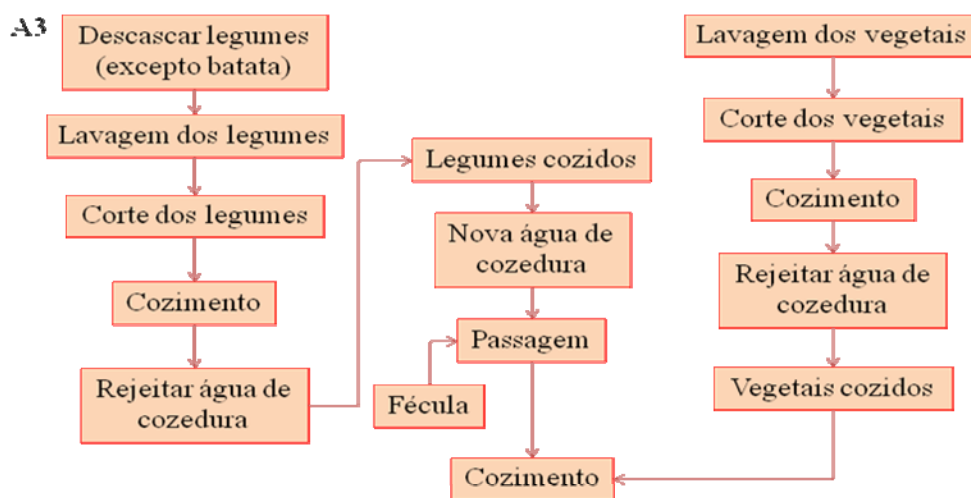 A3
Descascar legumes
(excepto batata)
Lavagem dos legumes
Corte dos legumes
Cozimento
Rejeitar água de
cozedura
Legumes cozidos
Nova água de
cozedura
Passagem
Fécula
Cozimento
Lavagem dos vegetais
Corte dos vegetais
Cozimento
Rejeitar água de
cozedura
Vegetais cozidos